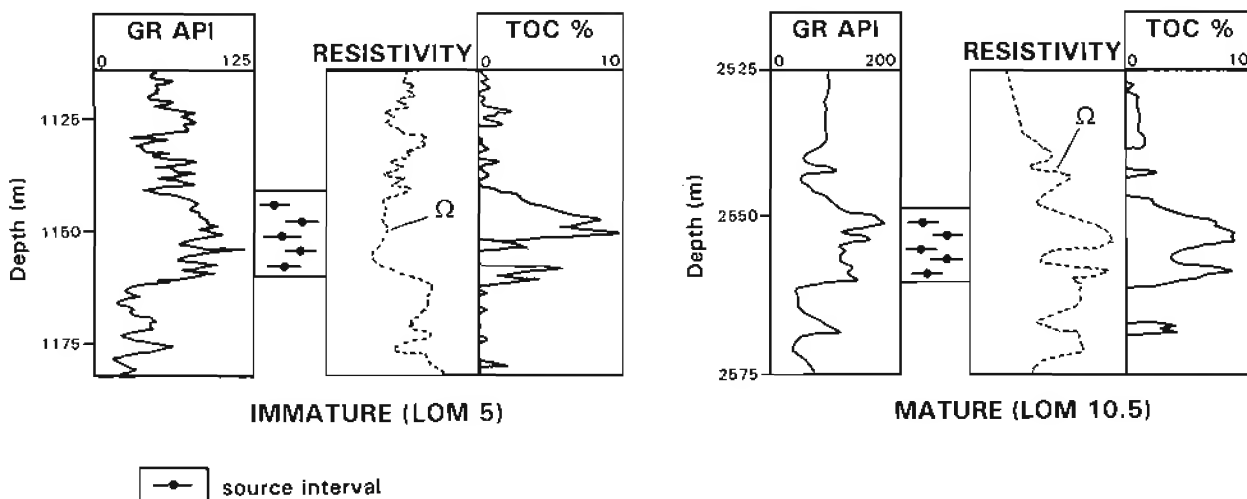 GR API
0 125
RESISTIVITY
TOC %
0 10
Depth (m)
1125
1150
1175
Ω
IMMATURE (LOM 5)
GR API
0 200
RESISTIVITY
TOC %
0 10
Depth (m)
2525
2550
2575
Ω
MATURE (LOM 10.5)
source interval